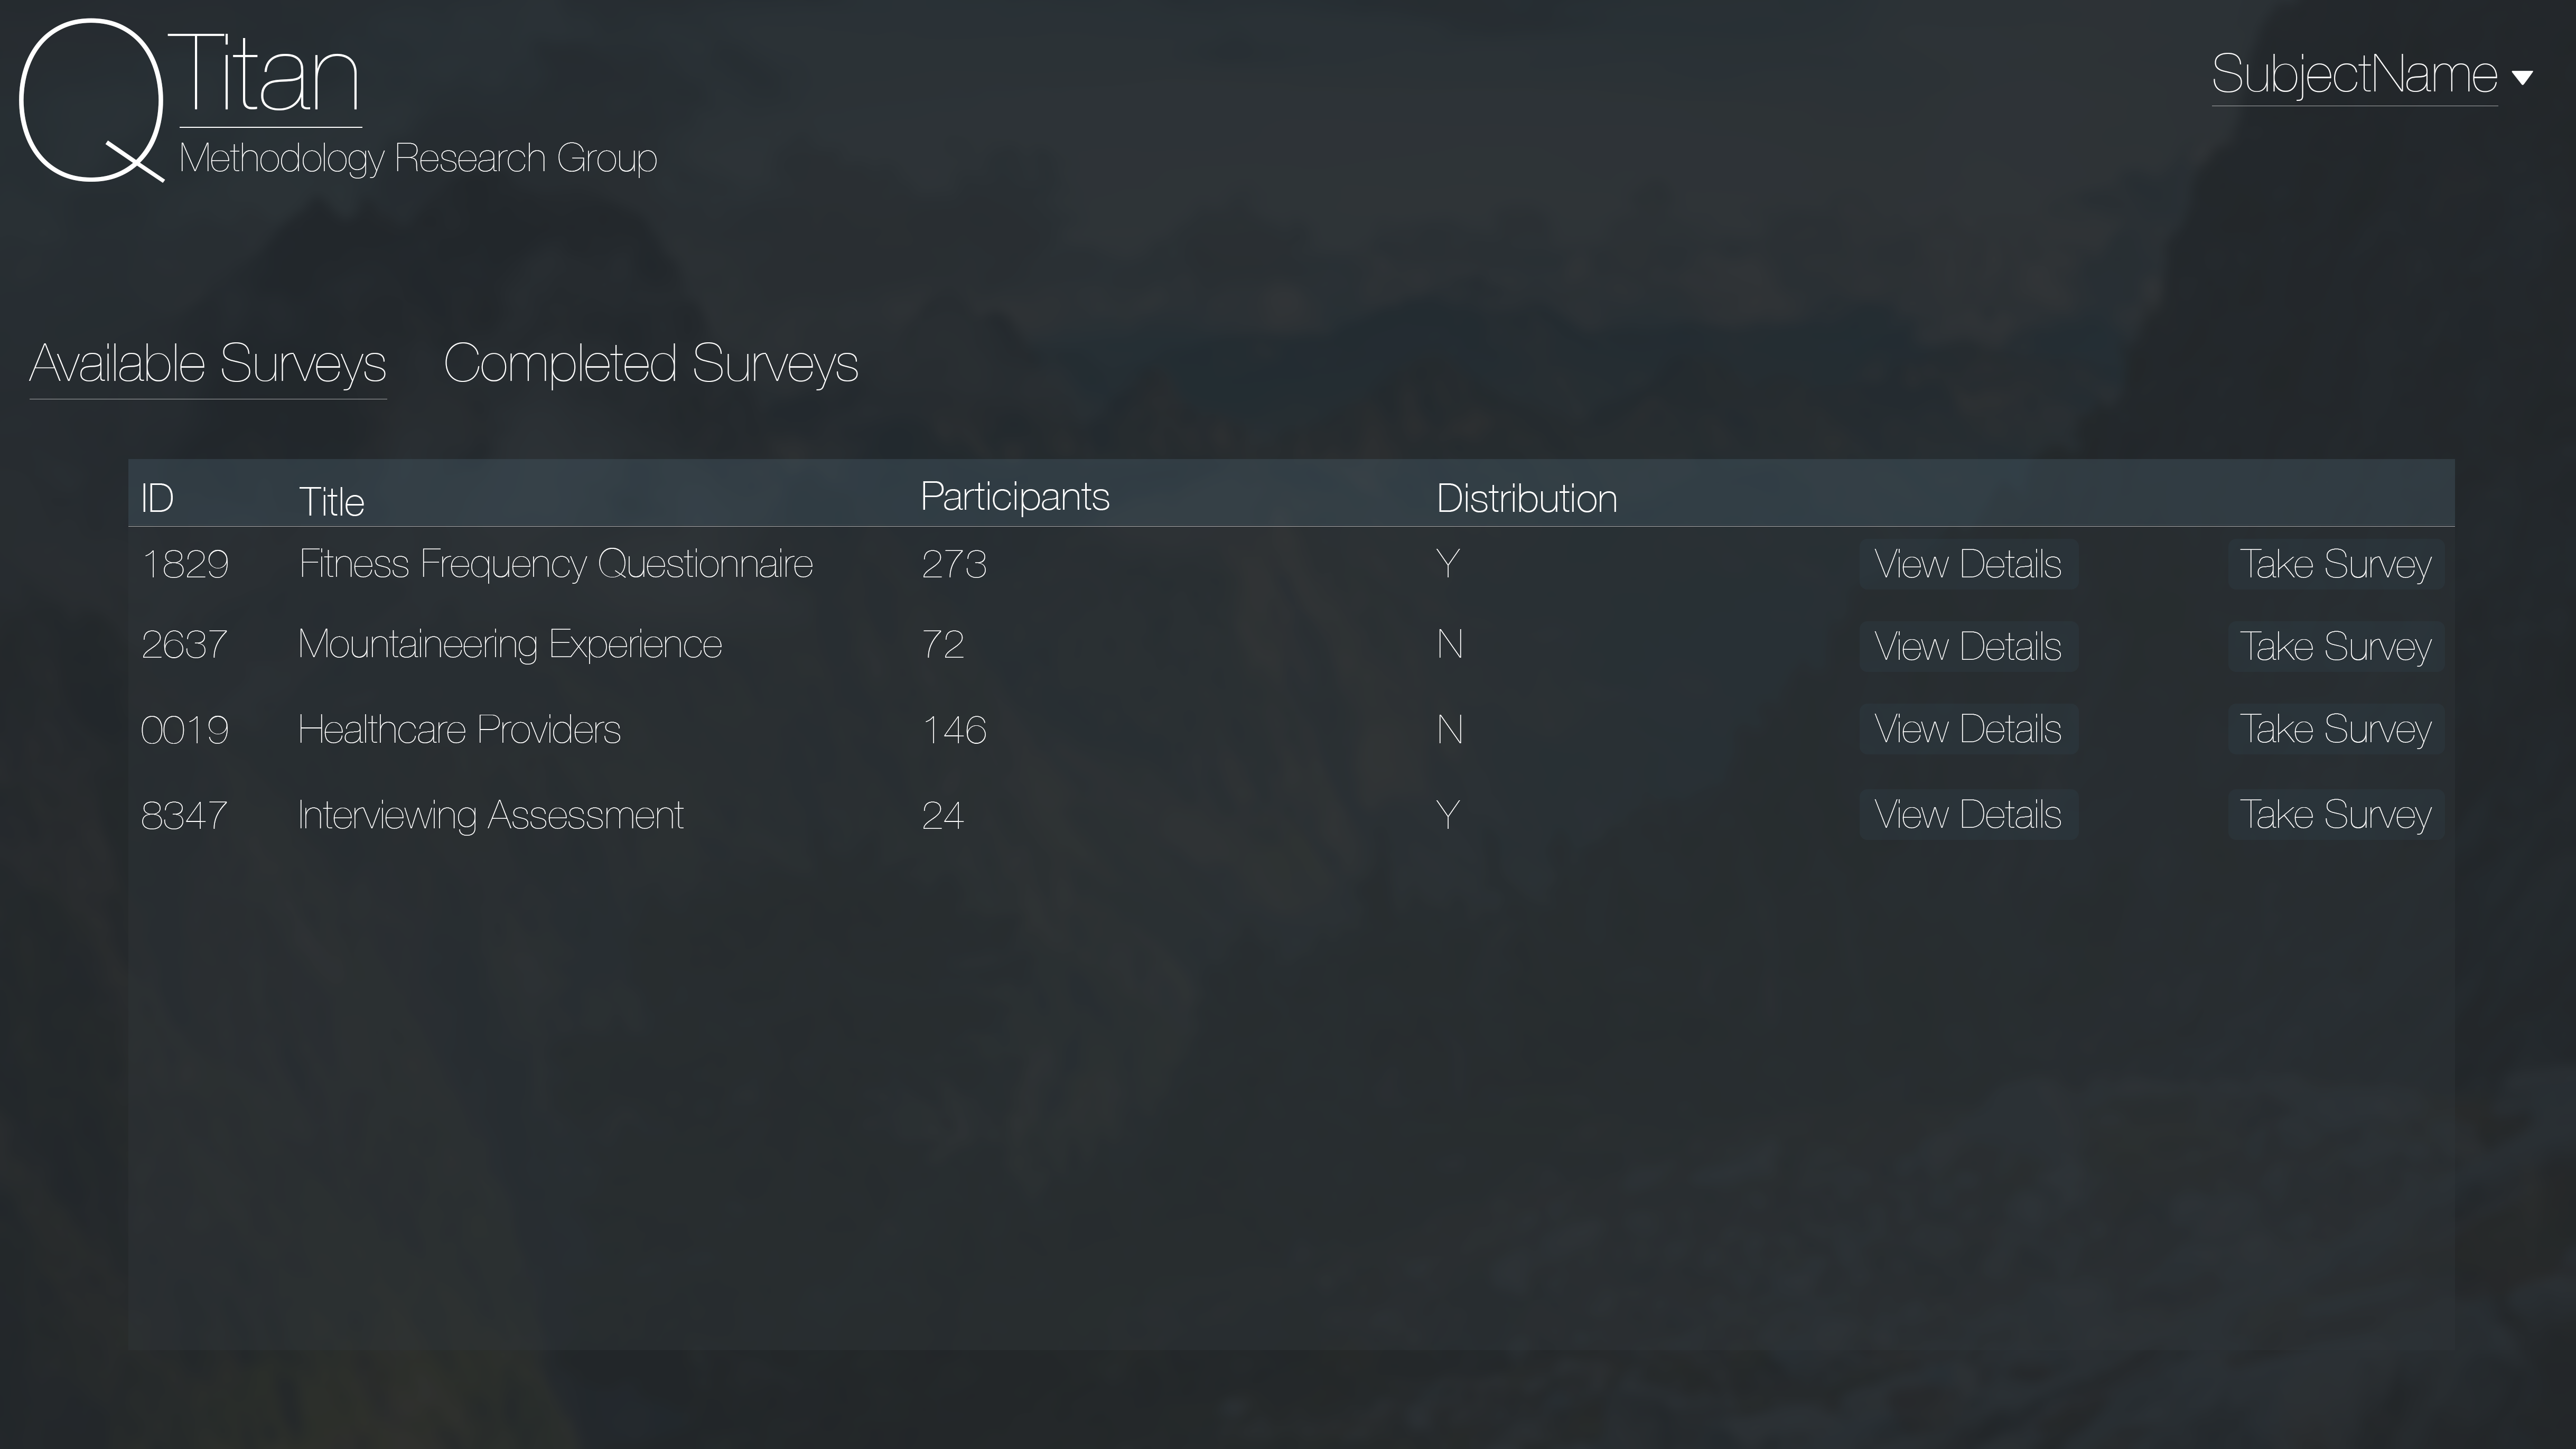 QTitan
Methodology Research Group
SubjectName
Available Surveys Completed Surveys
ID Title Participants Distribution
1829 Fitness Frequency Questionnaire 273 Y View Details Take Survey
2637 Mountaineering Experience 72 N View Details Take Survey
0019 Healthcare Providers 146 N View Details Take Survey
8347 Interviewing Assessment 24 Y View Details Take Survey